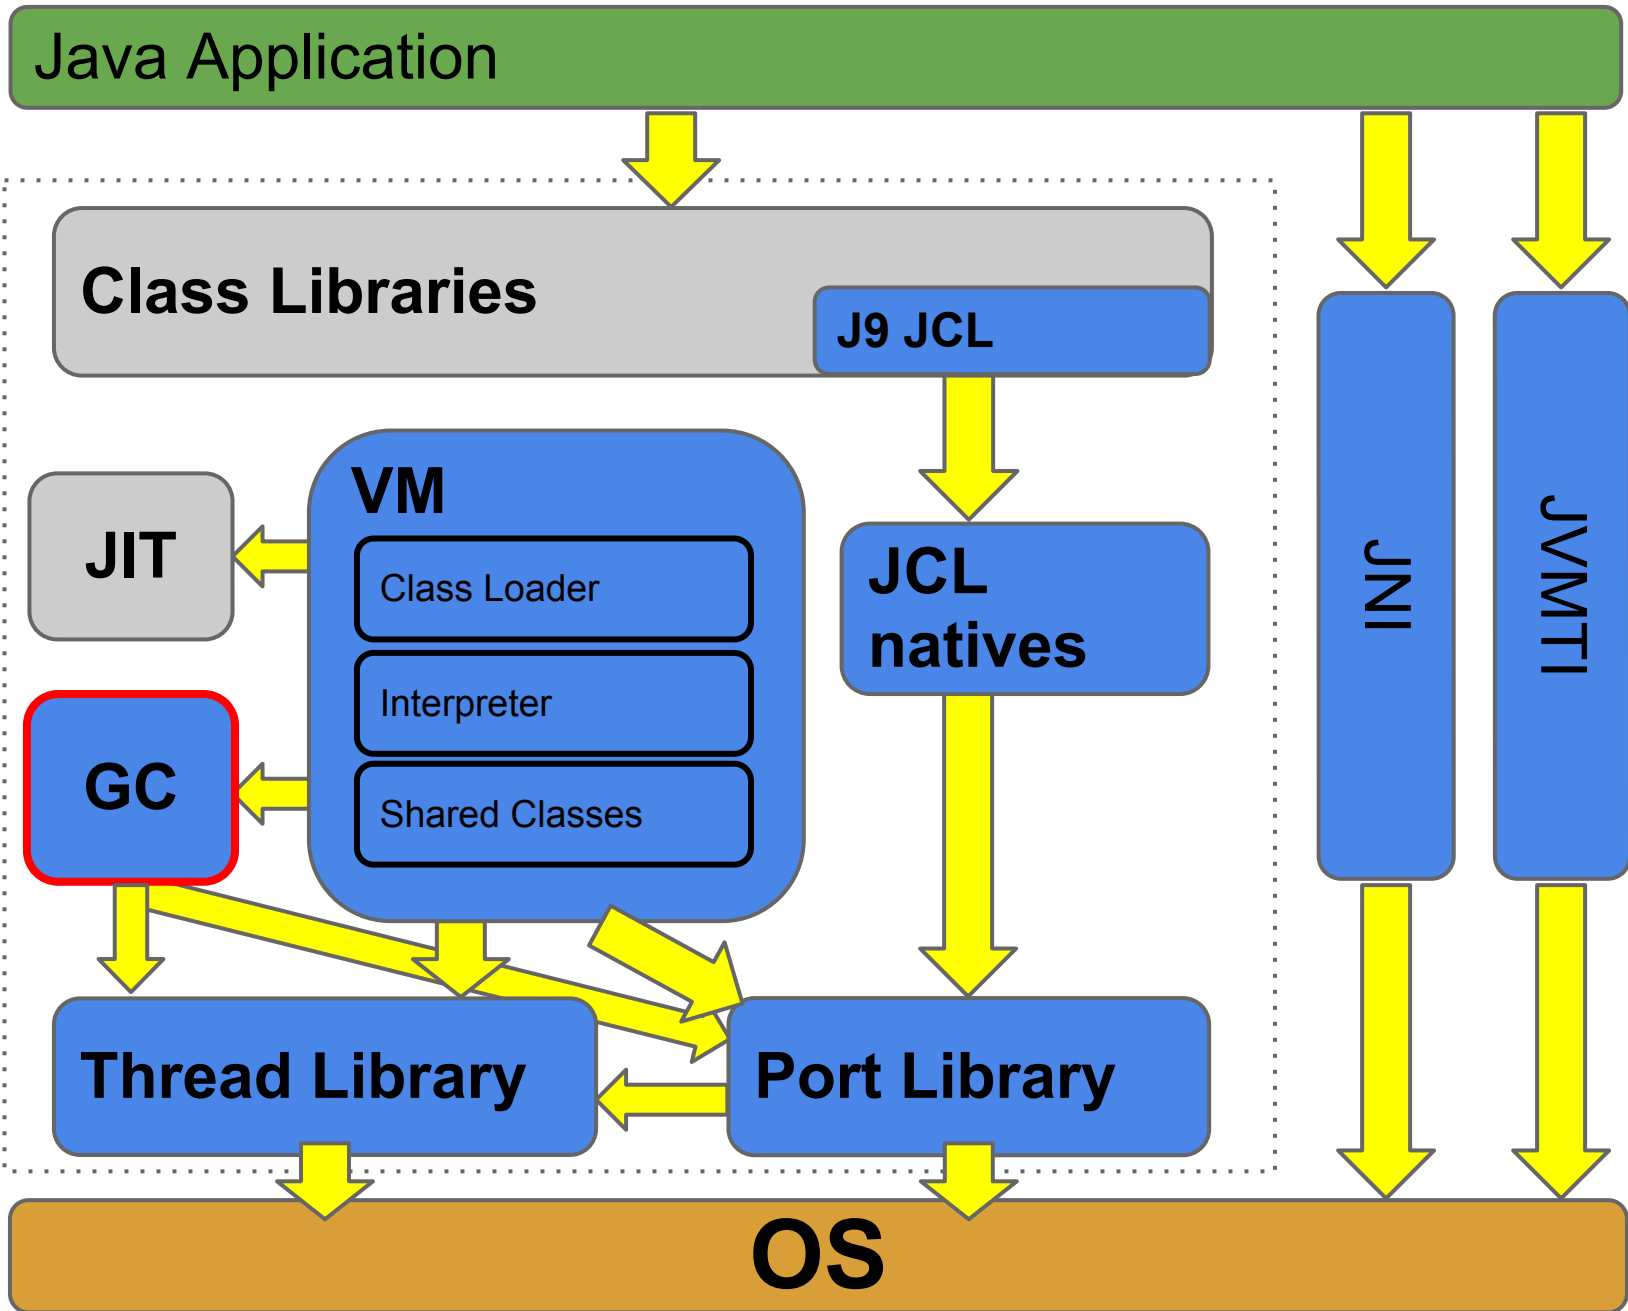 Java Application
Class Libraries
J9 JCL
VM
JIT
Class Loader
JCL
natives
Interpreter
GC
Shared Classes
JNI
JVMTI
Thread Library
Port Library
OS